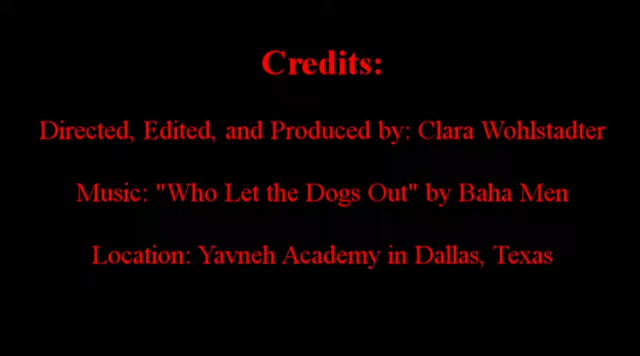 Credits:
Directed, Edited, and Produced by: Clara Wohlstadter
Music: "Who Let the Dogs Out" by Baha Men
Location: Yavneh Academy in Dallas, Texas